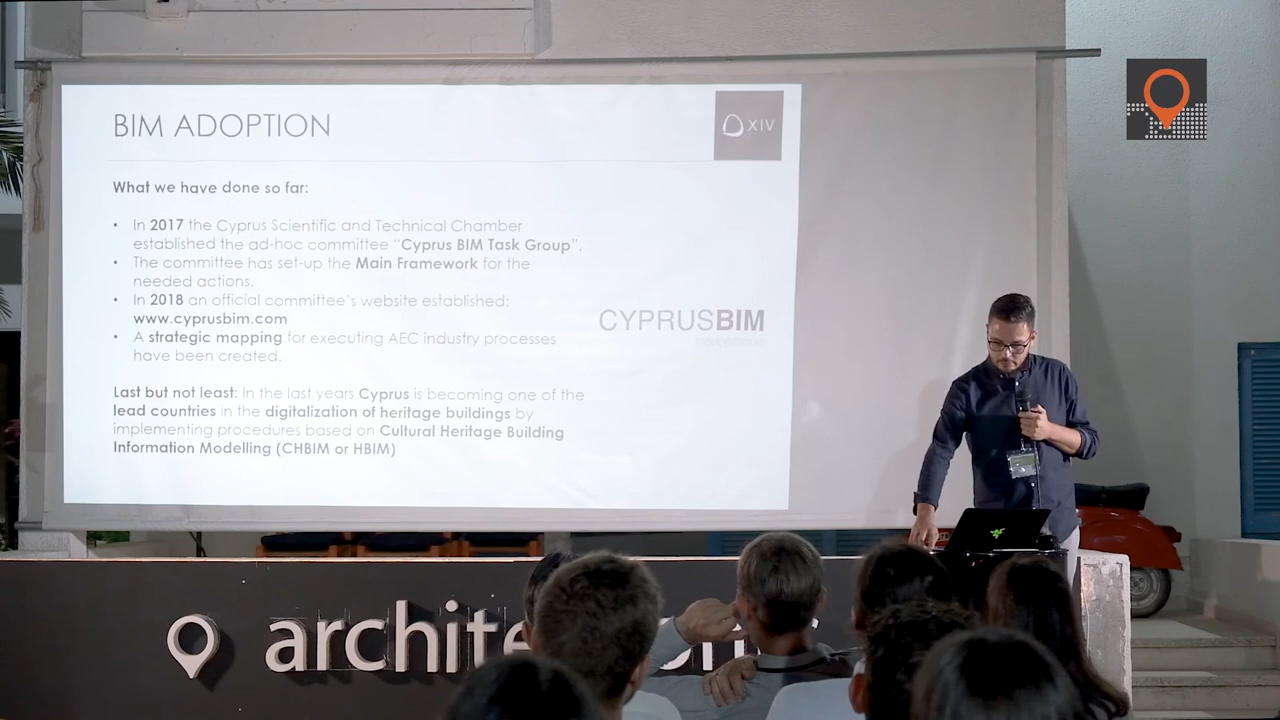 BIM ADOPTION
XIV
What we have done so far:
• In 2017 the Cyprus Scientific and Technical Chamber
established the ad-hoc committee “Cyprus BIM Task Group”.
• The committee has set-up the Main Framework for the
needed actions.
• In 2018 an official committee’s website established:
www.cyprusbim.com
• A strategic mapping for executing AEC industry processes
have been created.
CYPRUSBIM
Last but not least: In the last years Cyprus is becoming one of the
lead countries in the digitalization of heritage buildings by
implementing procedures based on Cultural Heritage Building
Information Modelling (CHBIM or HBIM)